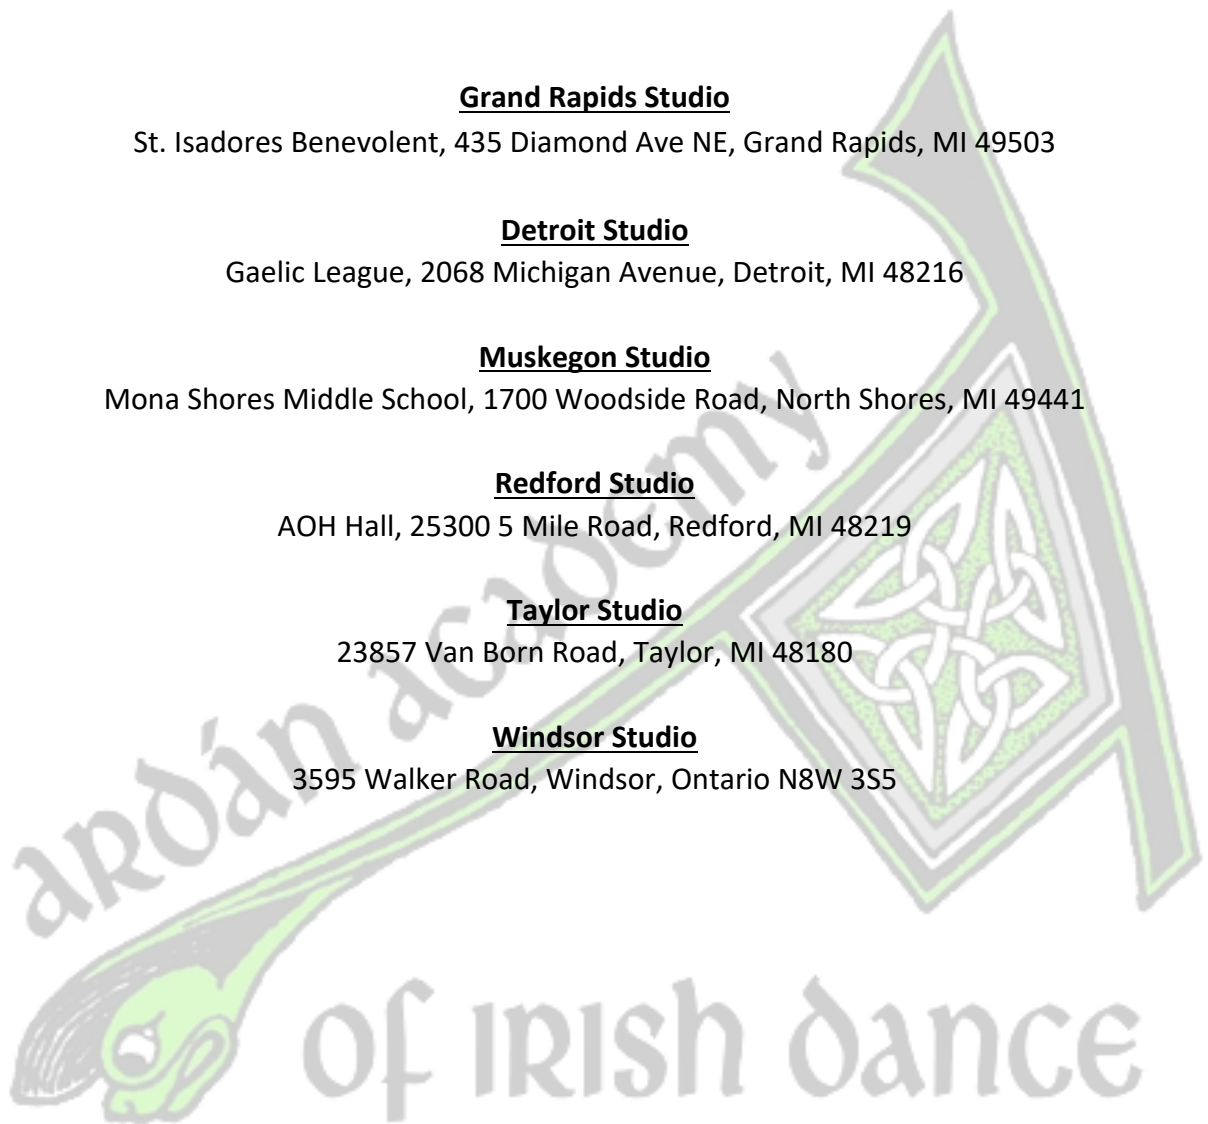 Grand Rapids Studio
St. Isadores Benevolent, 435 Diamond Ave NE, Grand Rapids, MI 49503
Detroit Studio
Gaelic League, 2068 Michigan Avenue, Detroit, MI 48216
Muskegon Studio
Mona Shores Middle School, 1700 Woodside Road, North Shores, MI 49441
Redford Studio
AOH Hall, 25300 5 Mile Road, Redford, MI 48219
Taylor Studio
23857 Van Born Road, Taylor, MI 48180
Windsor Studio
3595 Walker Road, Windsor, Ontario N8W 3S5
ardán academy
of irish dance